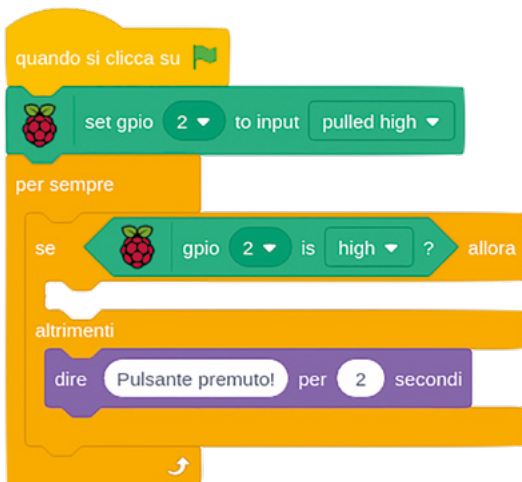 quando si clicca su
set gpio 2 to input pulled high
per sempre
se gpio 2 is high ? allora
altrimenti
dire Pulsante premuto! per 2 secondi